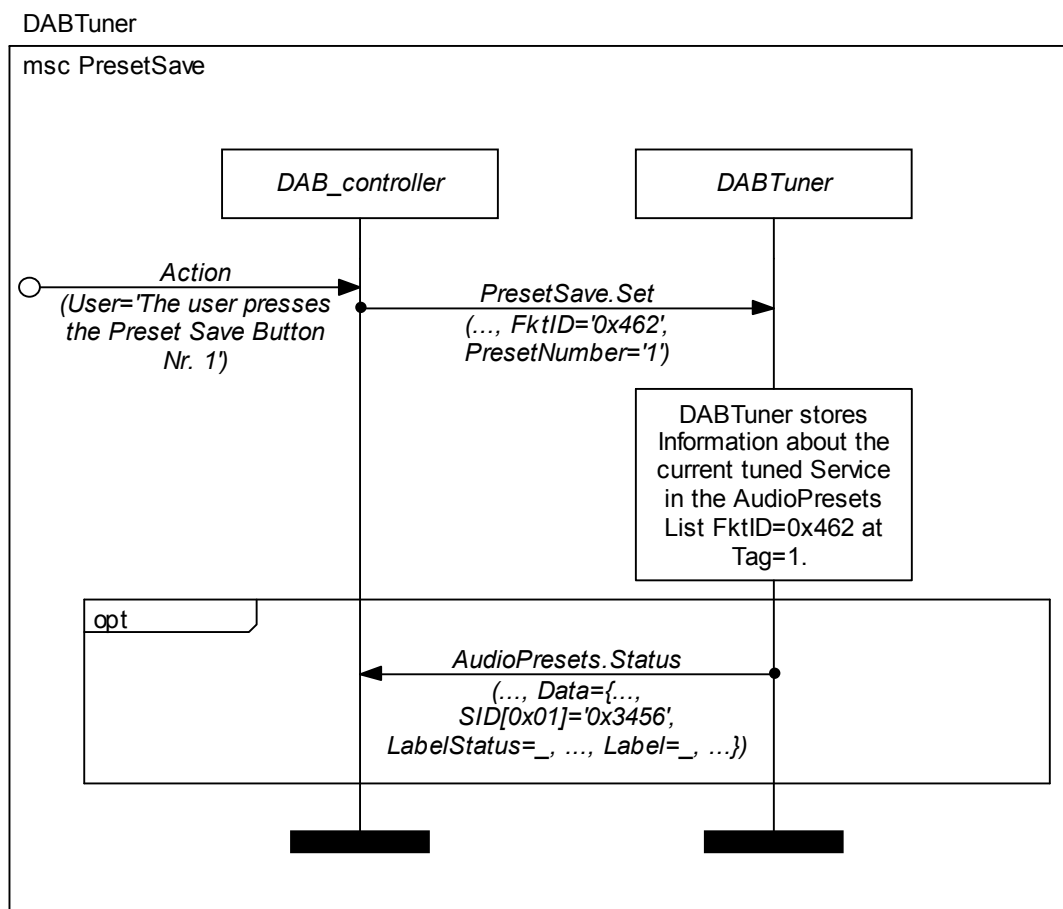 DABTuner
msc PresetSave
DAB_controller
DABTuner
Action
(User='The user presses
the Preset Save Button
Nr. 1')
PresetSave.Set
(..., FktID='0x462',
PresetNumber='1')
DABTuner stores
Information about the
current tuned Service
in the AudioPresets
List FktID=0x462 at
Tag=1.
opt
AudioPresets.Status
(..., Data={...,
SID[0x01]='0x3456',
LabelStatus=_, ..., Label=_, ...})